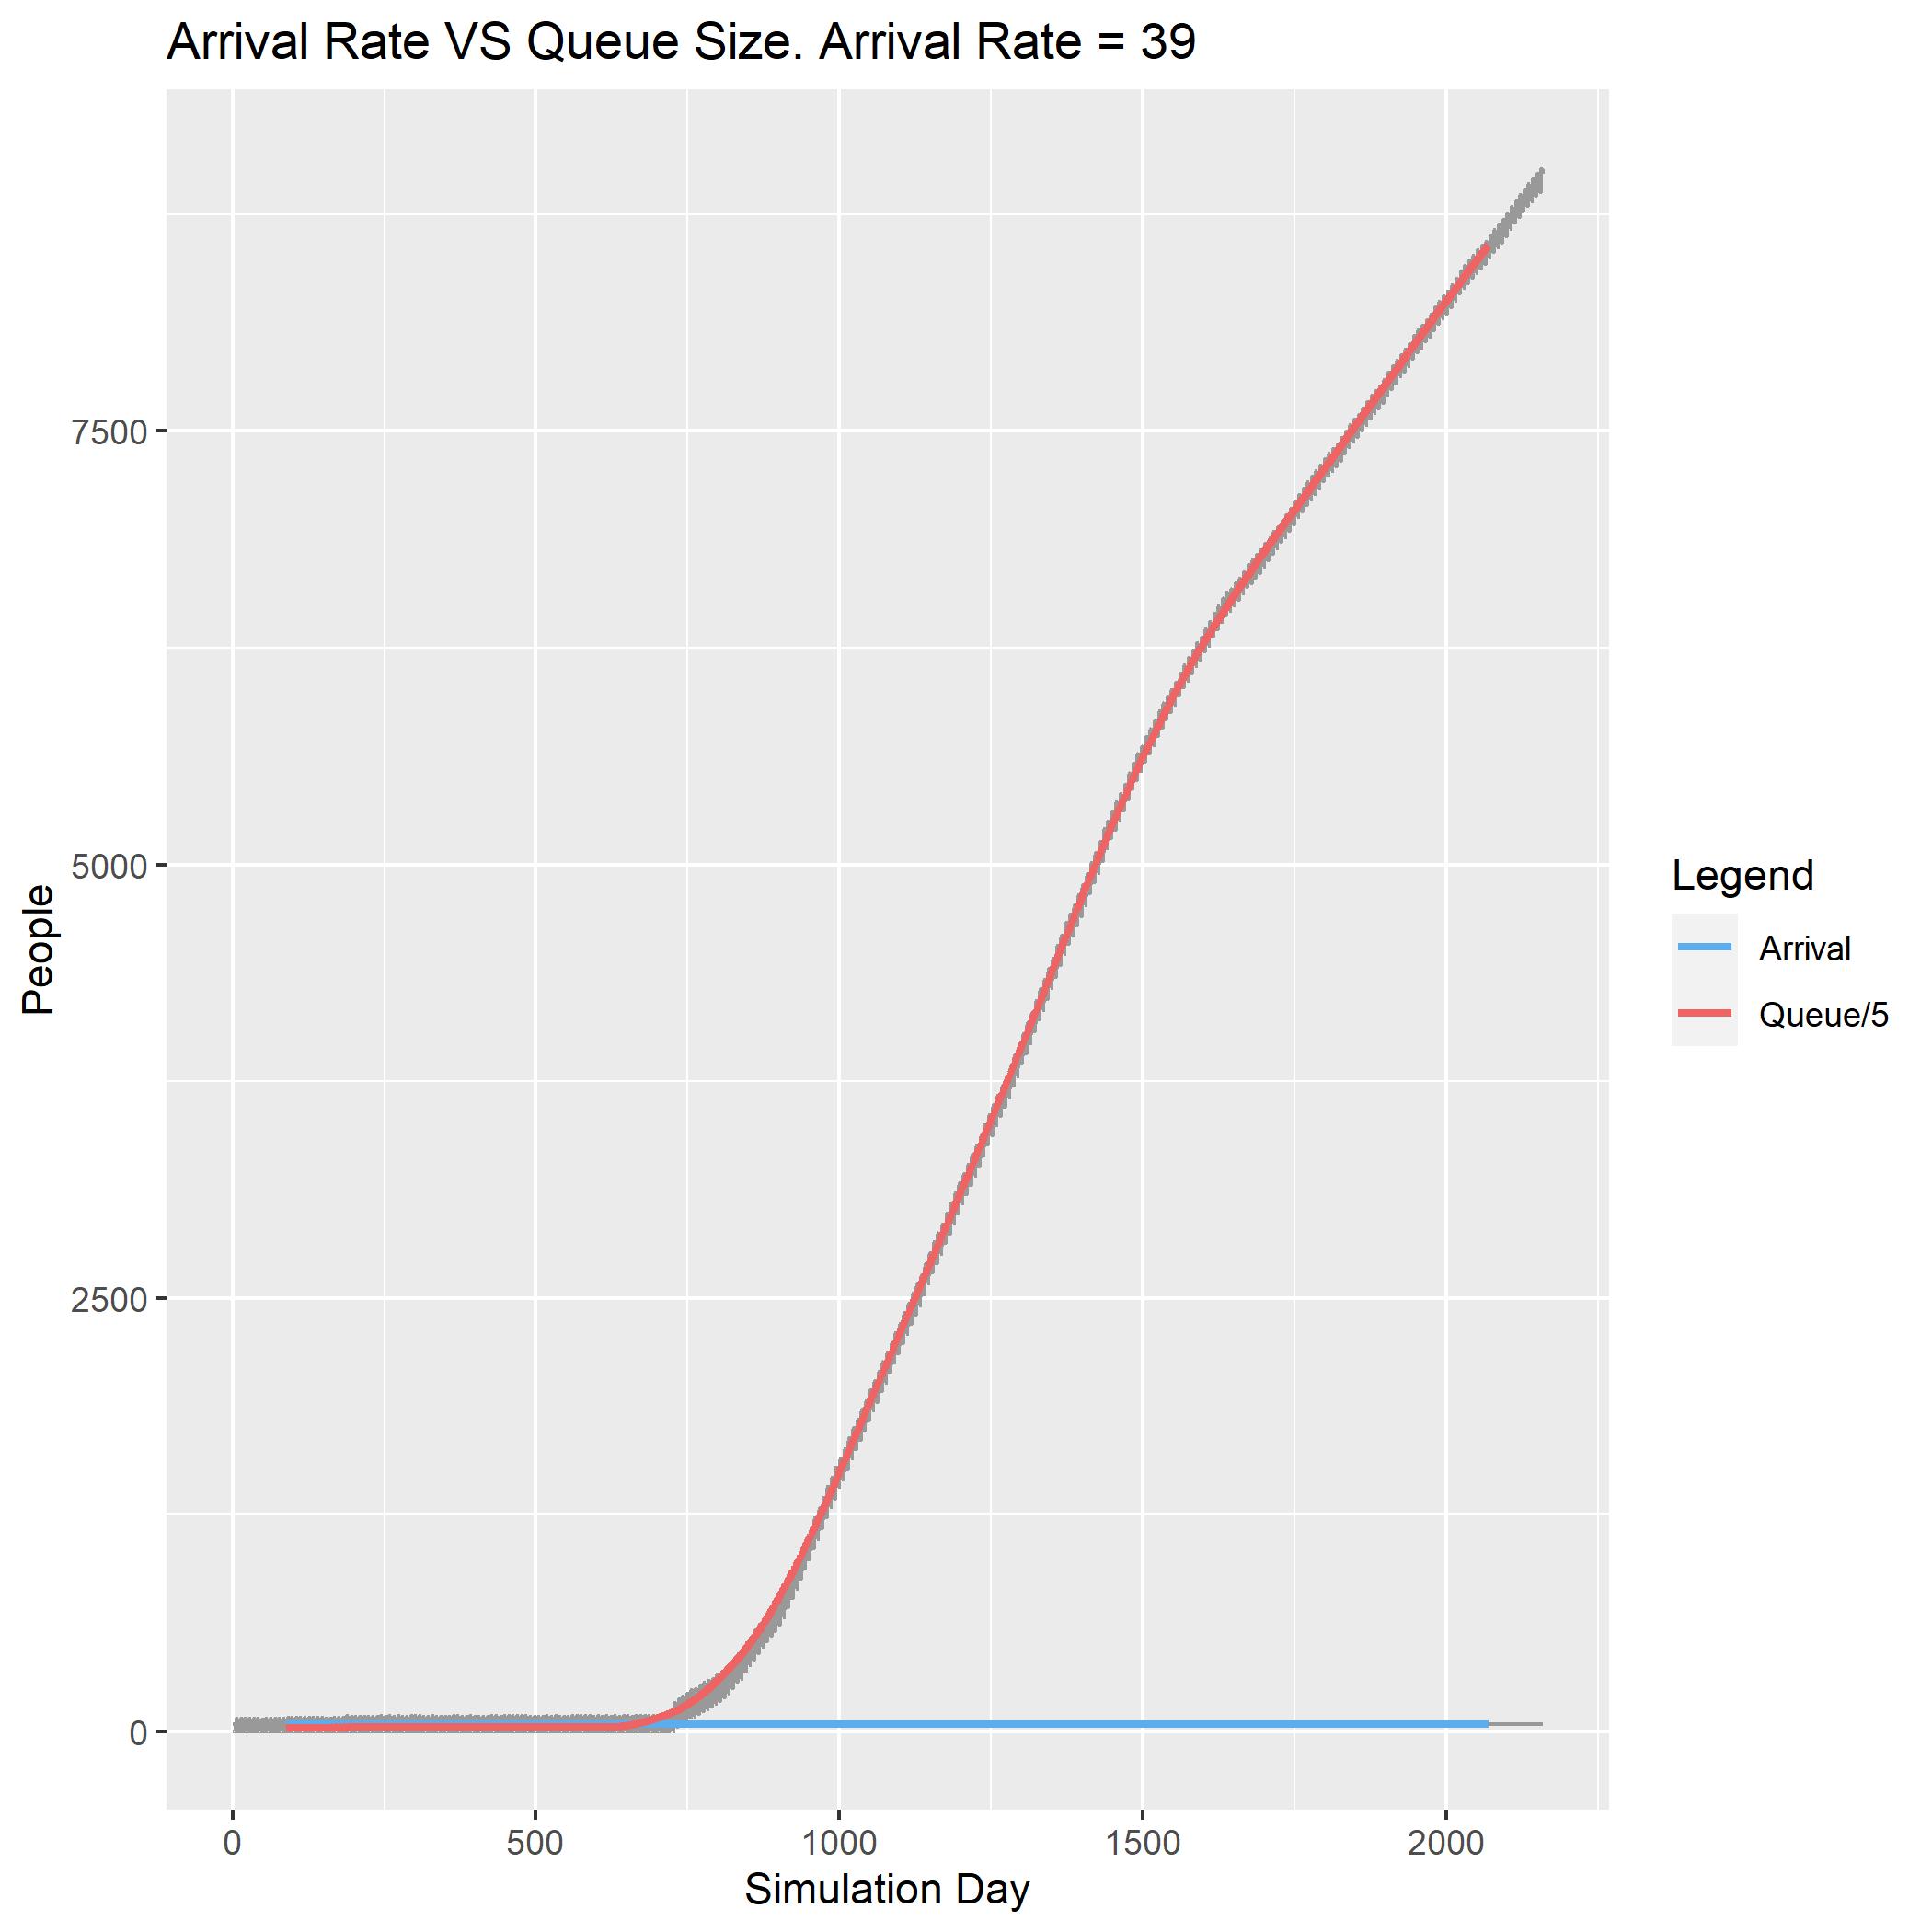 Arrival Rate VS Queue Size. Arrival Rate = 39
People
7500
5000
2500
0
0 500 1000 1500 2000
Simulation Day
Legend
Arrival
Queue/5